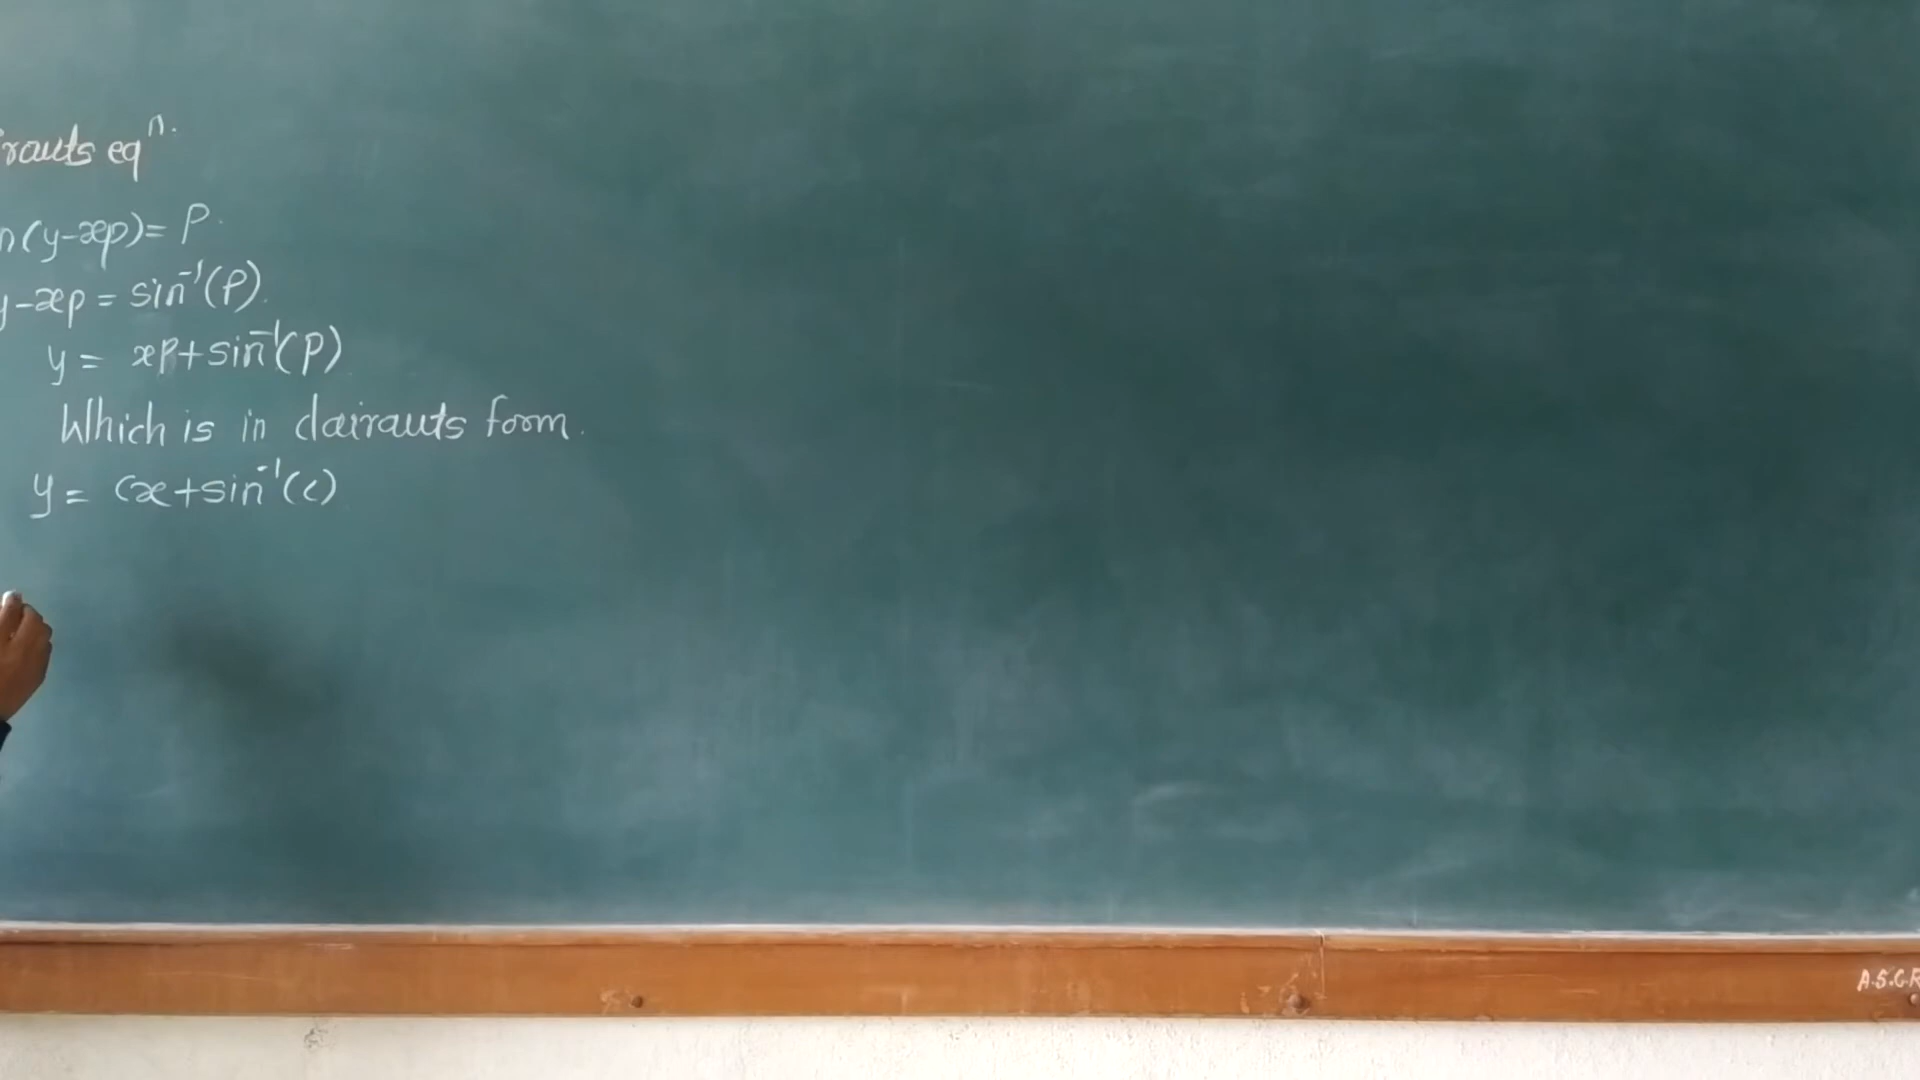 rauts eqⁿ.
n(y-xp)= P.
y-xp = sin⁻¹(P).
y = xp+sin⁻¹(P)
Which is in clairauts form.
y = cx+sin⁻¹(c)
A.S.C.R